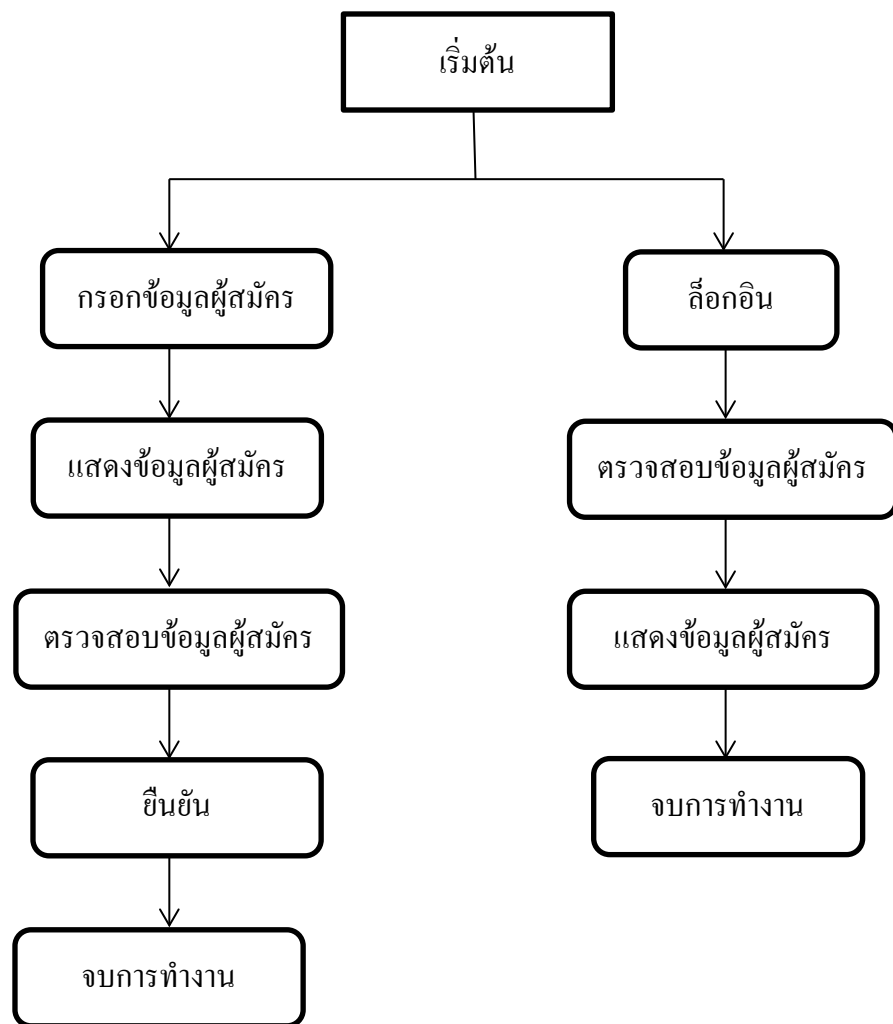 เริ่มต้น
กรอกข้อมูลผู้สมัคร
ล็อกอิน
แสดงข้อมูลผู้สมัคร
ตรวจสอบข้อมูลผู้สมัคร
ตรวจสอบข้อมูลผู้สมัคร
แสดงข้อมูลผู้สมัคร
ยืนยัน
จบการทำงาน
จบการทำงาน